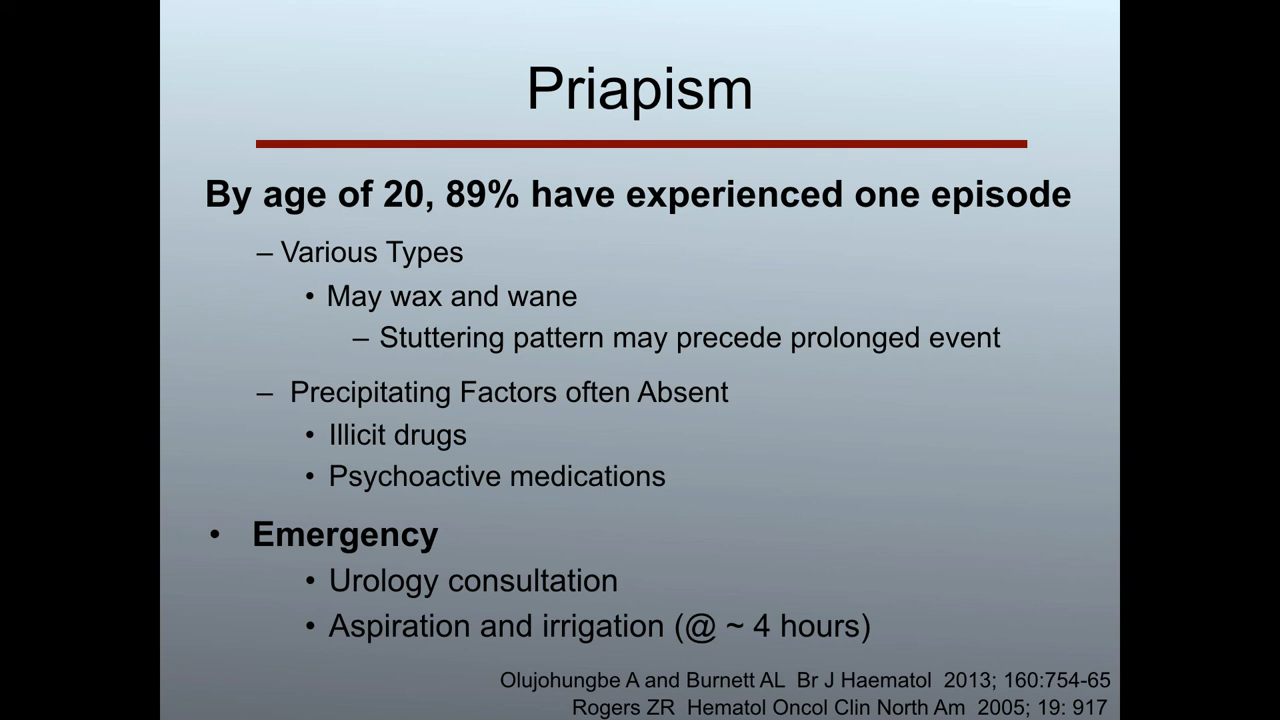 Priapism
By age of 20, 89% have experienced one episode
– Various Types
• May wax and wane
– Stuttering pattern may precede prolonged event
– Precipitating Factors often Absent
• Illicit drugs
• Psychoactive medications
• Emergency
• Urology consultation
• Aspiration and irrigation (@ ~ 4 hours)
Olujohungbe A and Burnett AL Br J Haematol 2013; 160:754-65
Rogers ZR Hematol Oncol Clin North Am 2005; 19: 917